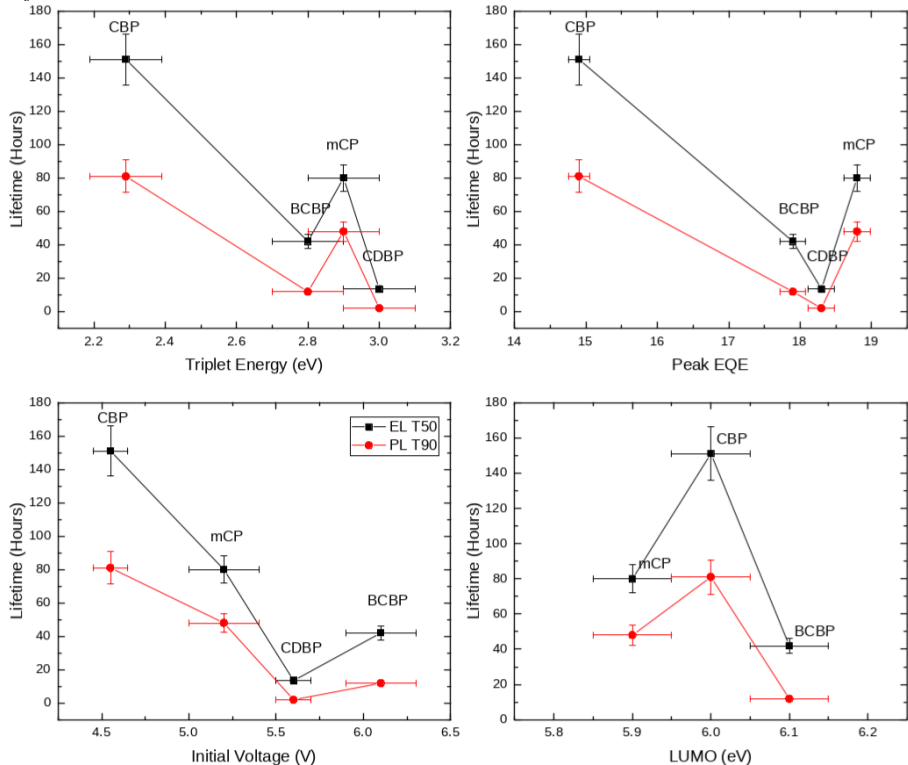 180
160
140
120
100
80
60
40
20
0
Lifetime (Hours)
CBP
mCP
BCBP
CDBP
2.2 2.4 2.6 2.8 3.0 3.2
Triplet Energy (eV)
180
160
140
120
100
80
60
40
20
0
Lifetime (Hours)
CBP
mCP
BCBP
CDBP
14 15 16 17 18 19
Peak EQE
180
160
140
120
100
80
60
40
20
0
Lifetime (Hours)
CBP
EL T50
PL T90
mCP
BCBP
CDBP
4.5 5.0 5.5 6.0 6.5
Initial Voltage (V)
180
160
140
120
100
80
60
40
20
0
Lifetime (Hours)
CBP
mCP
BCBP
5.8 5.9 6.0 6.1 6.2
LUMO (eV)